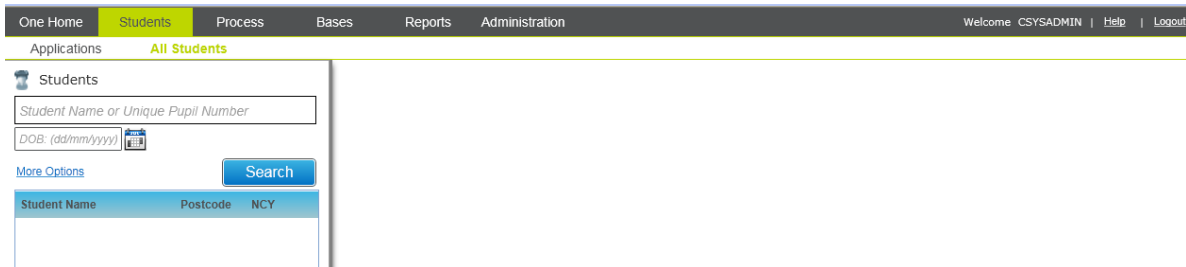 One Home Students Process Bases Reports Administration Welcome CSYSADMIN | Help | Logout
Applications All Students
Students
Student Name or Unique Pupil Number
DOB: (dd/mm/yyyy)
More Options Search
Student Name Postcode NCY